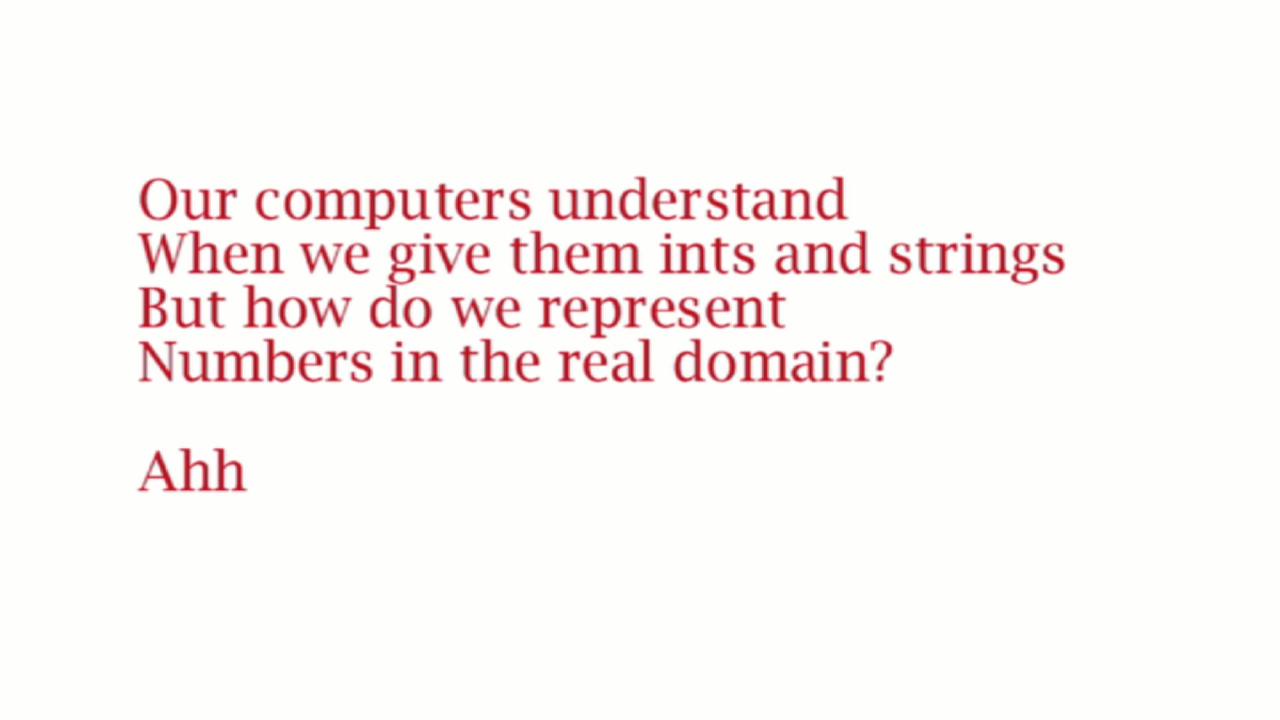 Our computers understand
When we give them ints and strings
But how do we represent
Numbers in the real domain?
Ahh